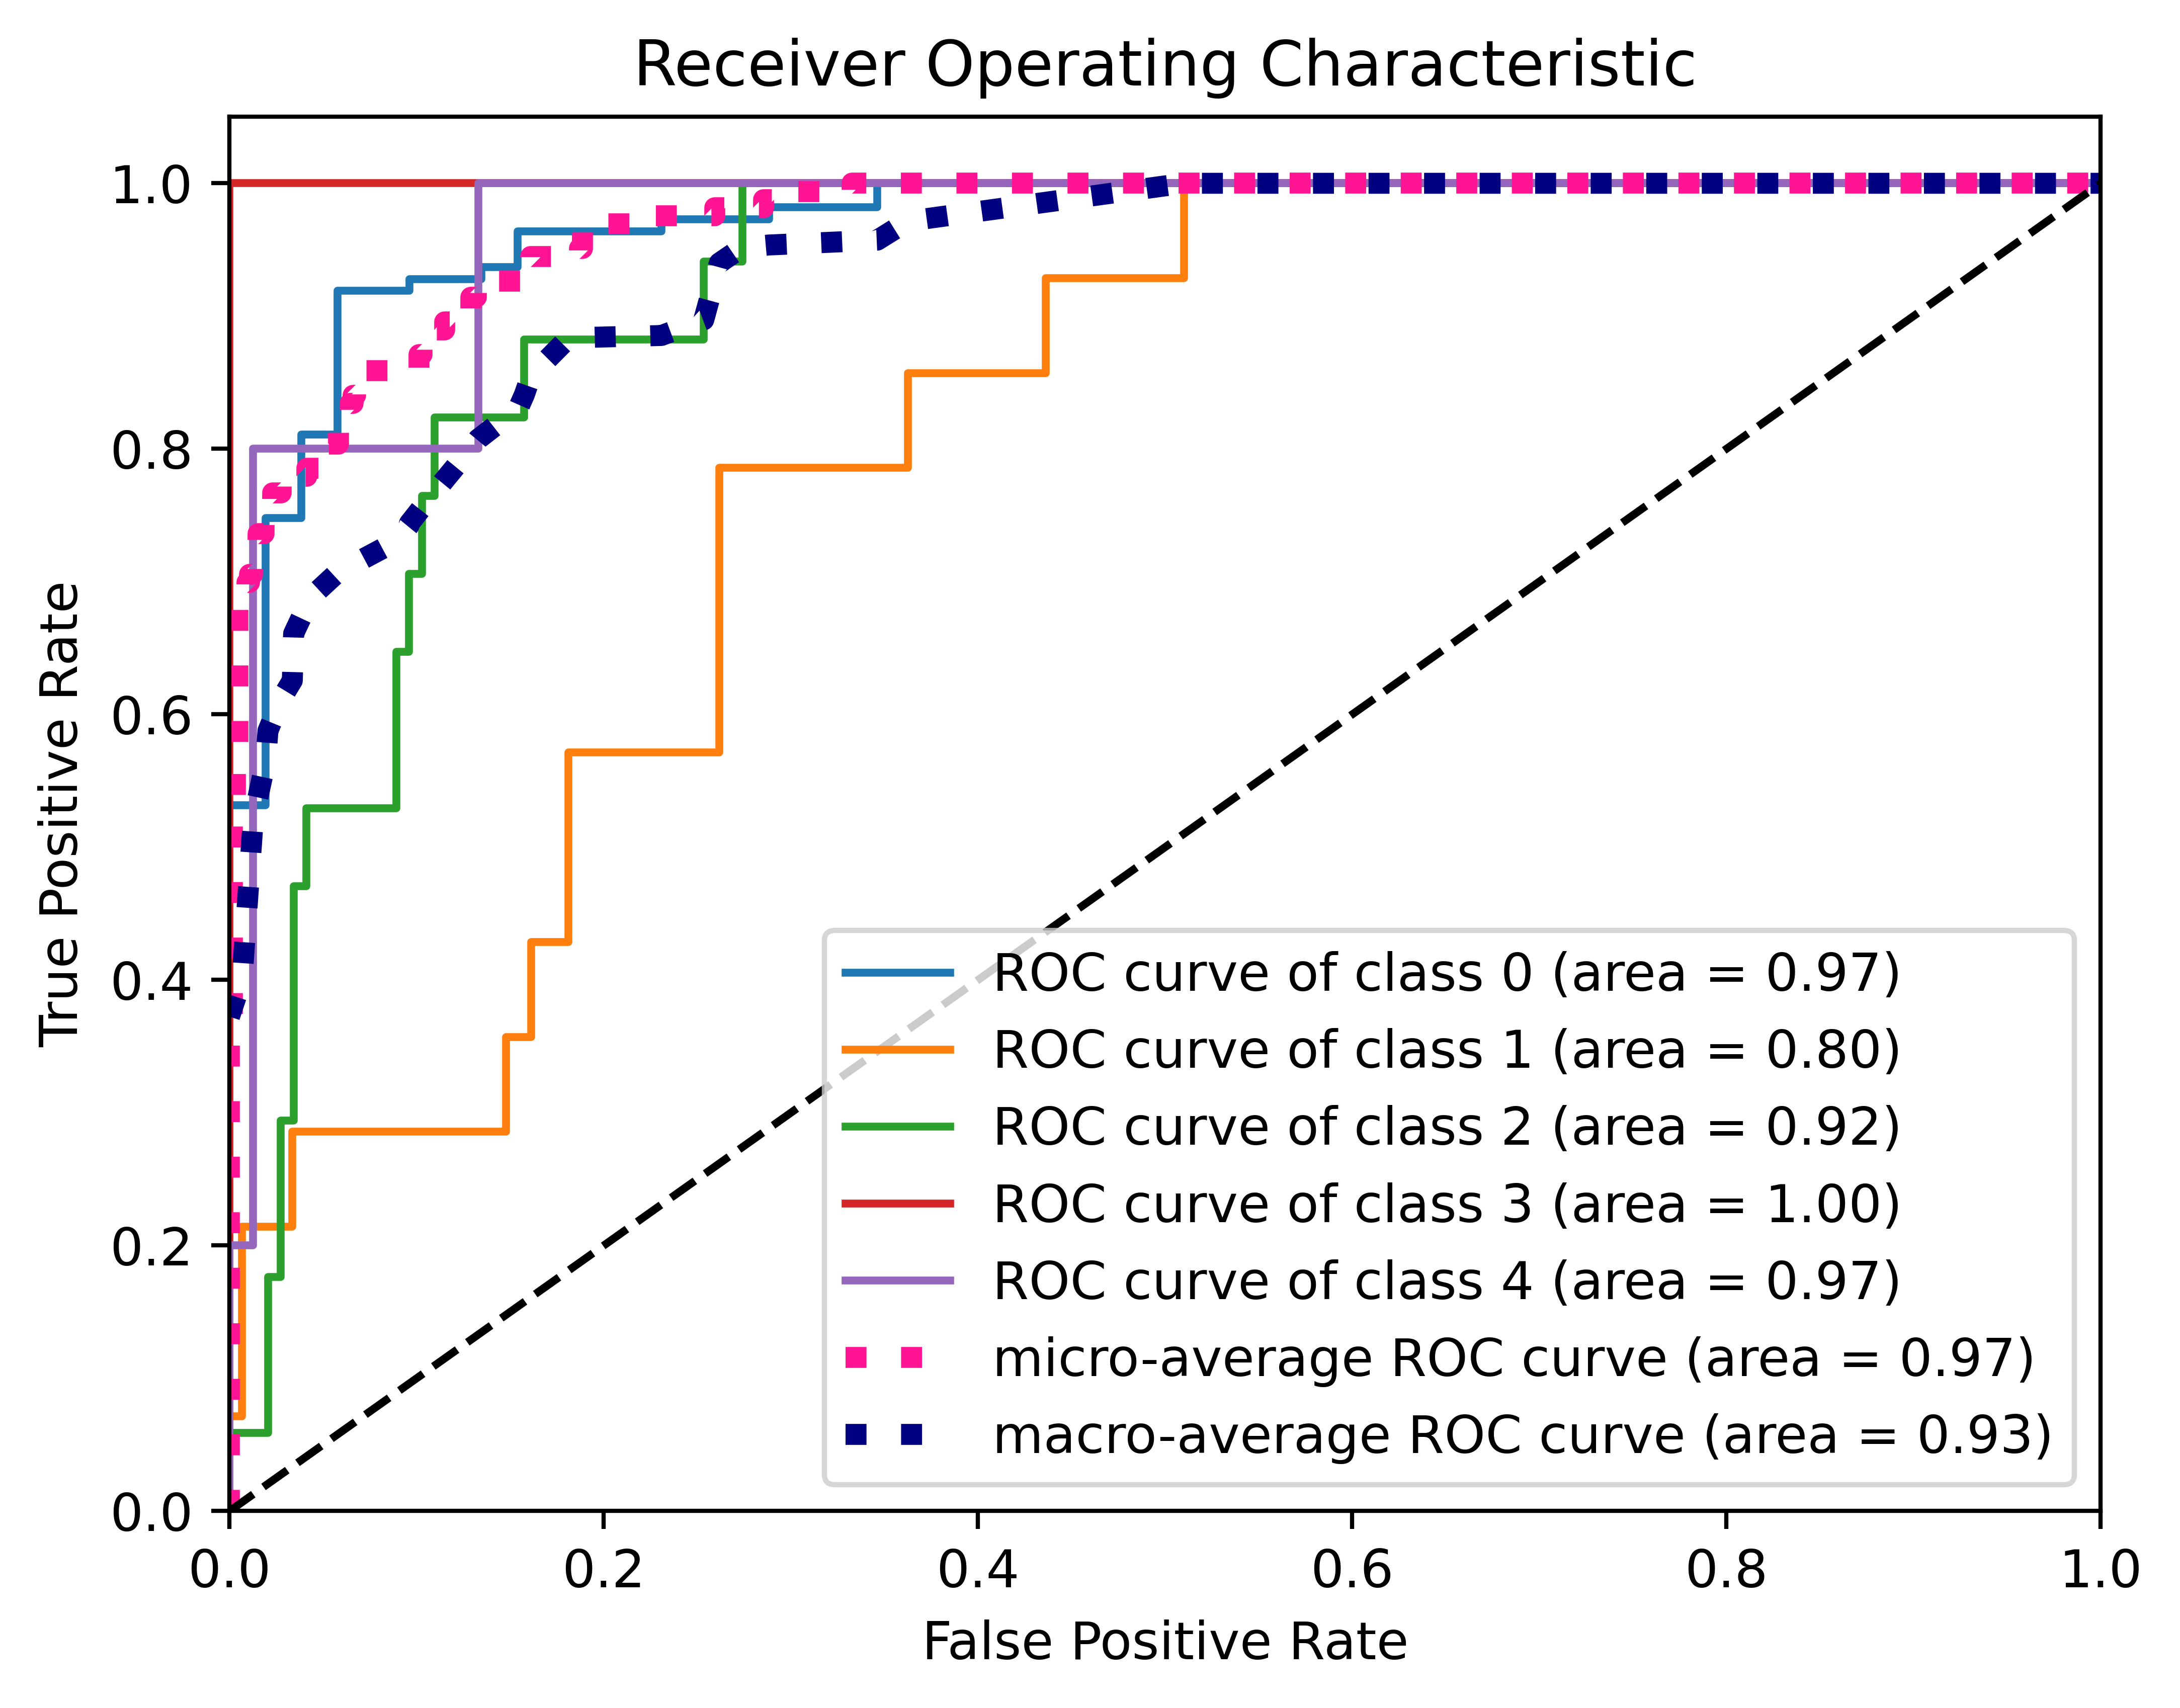 Receiver Operating Characteristic
1.0
0.8
0.6
0.4
0.2
0.0
True Positive Rate
ROC curve of class 0 (area = 0.97)
ROC curve of class 1 (area = 0.80)
ROC curve of class 2 (area = 0.92)
ROC curve of class 3 (area = 1.00)
ROC curve of class 4 (area = 0.97)
micro-average ROC curve (area = 0.97)
macro-average ROC curve (area = 0.93)
0.0 0.2 0.4 0.6 0.8 1.0
False Positive Rate